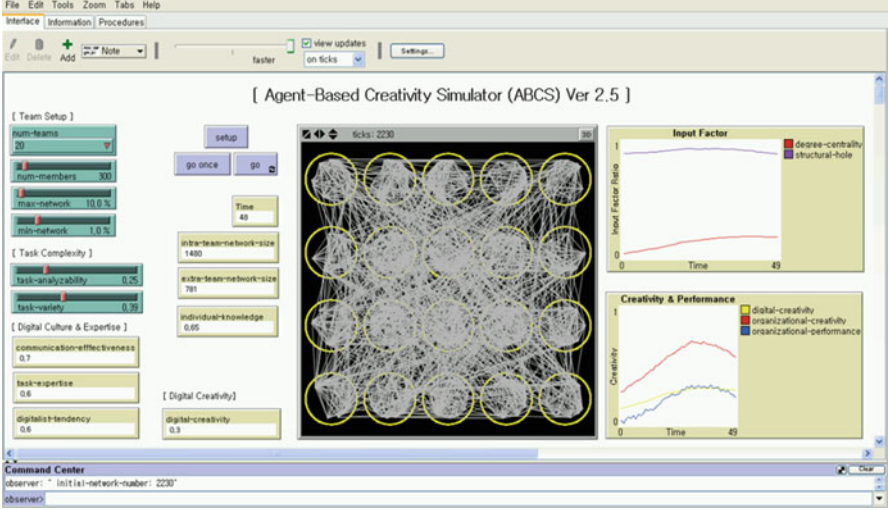 File Edit Tools Zoom Tabs Help
Interface Information Procedures
Edit Delete Add Note faster view updates on ticks Settings...
[ Agent-Based Creativity Simulator (ABCS) Ver 2.5 ]
[ Team Setup ]
num-teams
20
num-members 300
max-network 10.0 %
min-network 1.0 %
[ Task Complexity ]
task-analyzability 0.25
task-variety 0.39
[ Digital Culture & Expertise ]
communication-efffectiveness
0.7
task-expertise
0.6
digitalist-tendency
0.6
setup
go once go
Time
48
intra-team-network-size
1480
extra-team-network-size
781
individual-knowledge
0.65
[ Digital Creativity]
digital-creativity
0.3
ticks: 2230 3D
Input Factor
Input Factor Ratio
1
0
0 Time 49
degree-centrality
structural-hole
Creativity & Performance
Creativity
1
0
0 Time 49
digital-creativity
organizational-creativity
organizational-performance
Command Center Clear
observer: " initial-network-number: 2230"
observer>